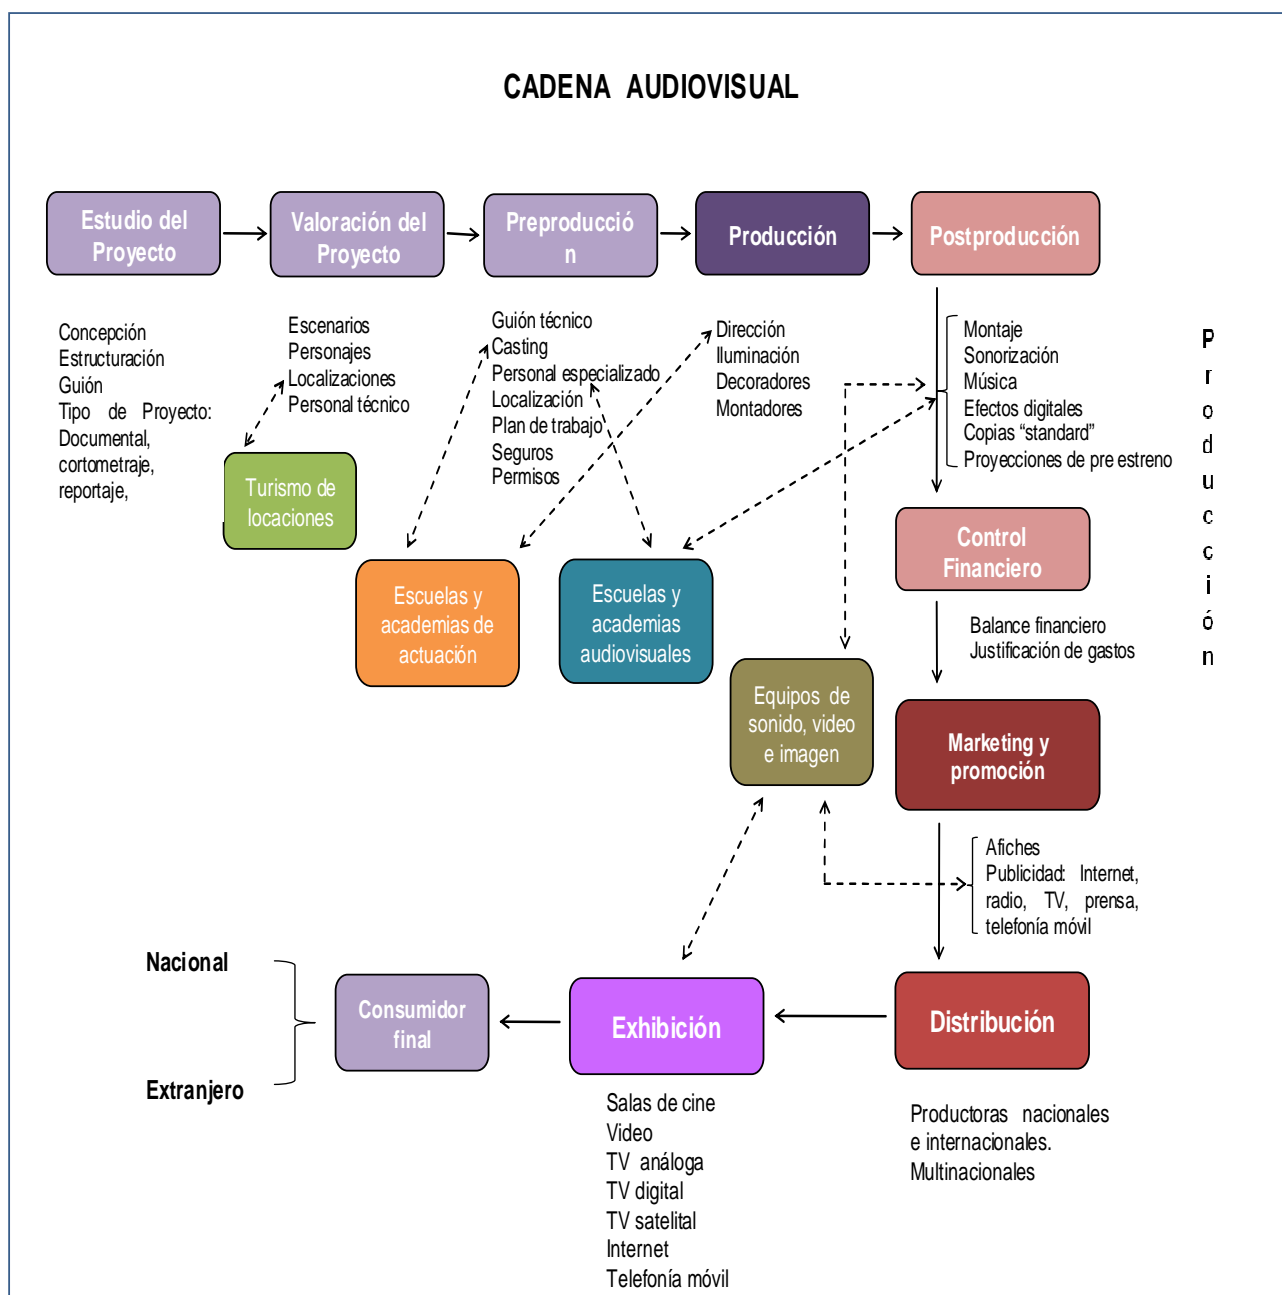 CADENA AUDIOVISUAL
Estudio del
Proyecto
Valoración del
Proyecto
Preproducció
n
Producción
Postproducción
Concepción
Estructuración
Guión
Tipo de Proyecto:
Documental,
cortometraje,
reportaje,
Escenarios
Personajes
Localizaciones
Personal técnico
Guión técnico
Casting
Personal especializado
Localización
Plan de trabajo
Seguros
Permisos
Dirección
Iluminación
Decoradores
Montadores
Montaje
Sonorización
Música
Efectos digitales
Copias “standard”
Proyecciones de pre estreno
P
r
o
d
u
c
c
i
ó
n
Turismo de
locaciones
Escuelas y
academias de
actuación
Escuelas y
academias
audiovisuales
Control
Financiero
Balance financiero
Justificación de gastos
Equipos de
sonido, video
e imagen
Marketing y
promoción
Afiches
Publicidad: Internet,
radio, TV, prensa,
telefonía móvil
Nacional
Extranjero
Consumidor
final
Exhibición
Distribución
Salas de cine
Video
TV análoga
TV digital
TV satelital
Internet
Telefonía móvil
Productoras nacionales
e internacionales.
Multinacionales